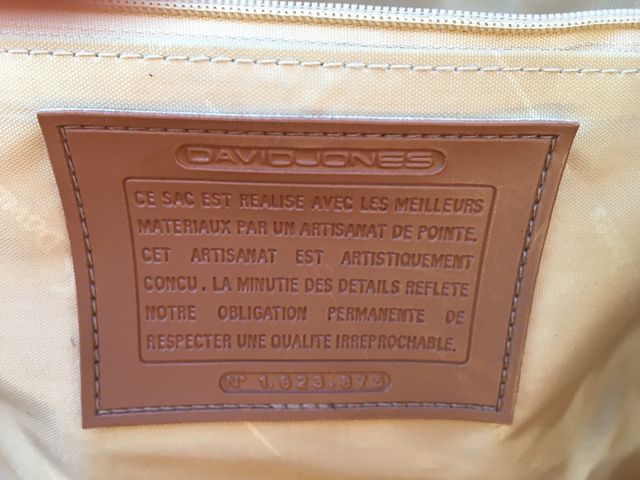 DAVIDJONES
CE SAC EST REALISE AVEC LES MEILLEURS
MATERIAUX PAR UN ARTISANAT DE POINTE.
CET ARTISANAT EST ARTISTIQUEMENT
CONCU. LA MINUTIE DES DETAILS REFLETE
NOTRE OBLIGATION PERMANENTE DE
RESPECTER UNE QUALITE IRREPROCHABLE.
N° 1.623.673